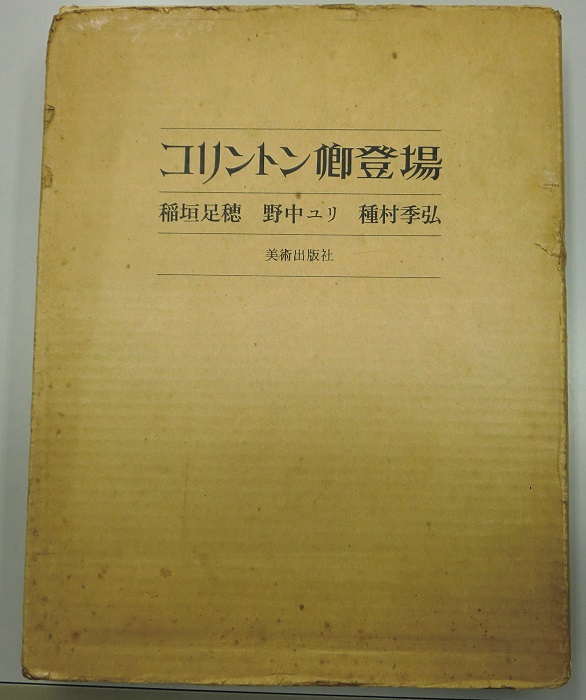 コリントン卿登場
稲垣足穂 野中ユリ 種村季弘
美術出版社